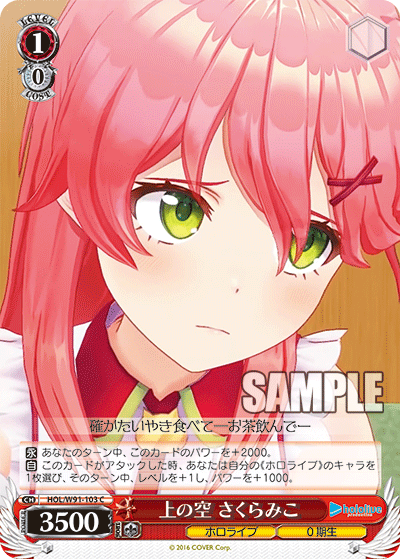 LEVEL
1
0
COST
SAMPLE
確かたいやき食べてーお茶飲んでー
永 あなたのターン中、このカードのパワーを+2000。
自 このカードがアタックした時、あなたは自分の《ホロライブ》のキャラを
1枚選び、そのターン中、レベルを+1し、パワーを+1000。
CH HOL/W91-103 C
3500
上の空 さくらみこ
hololive
ホロライブ
0期生
© 2016 COVER Corp.